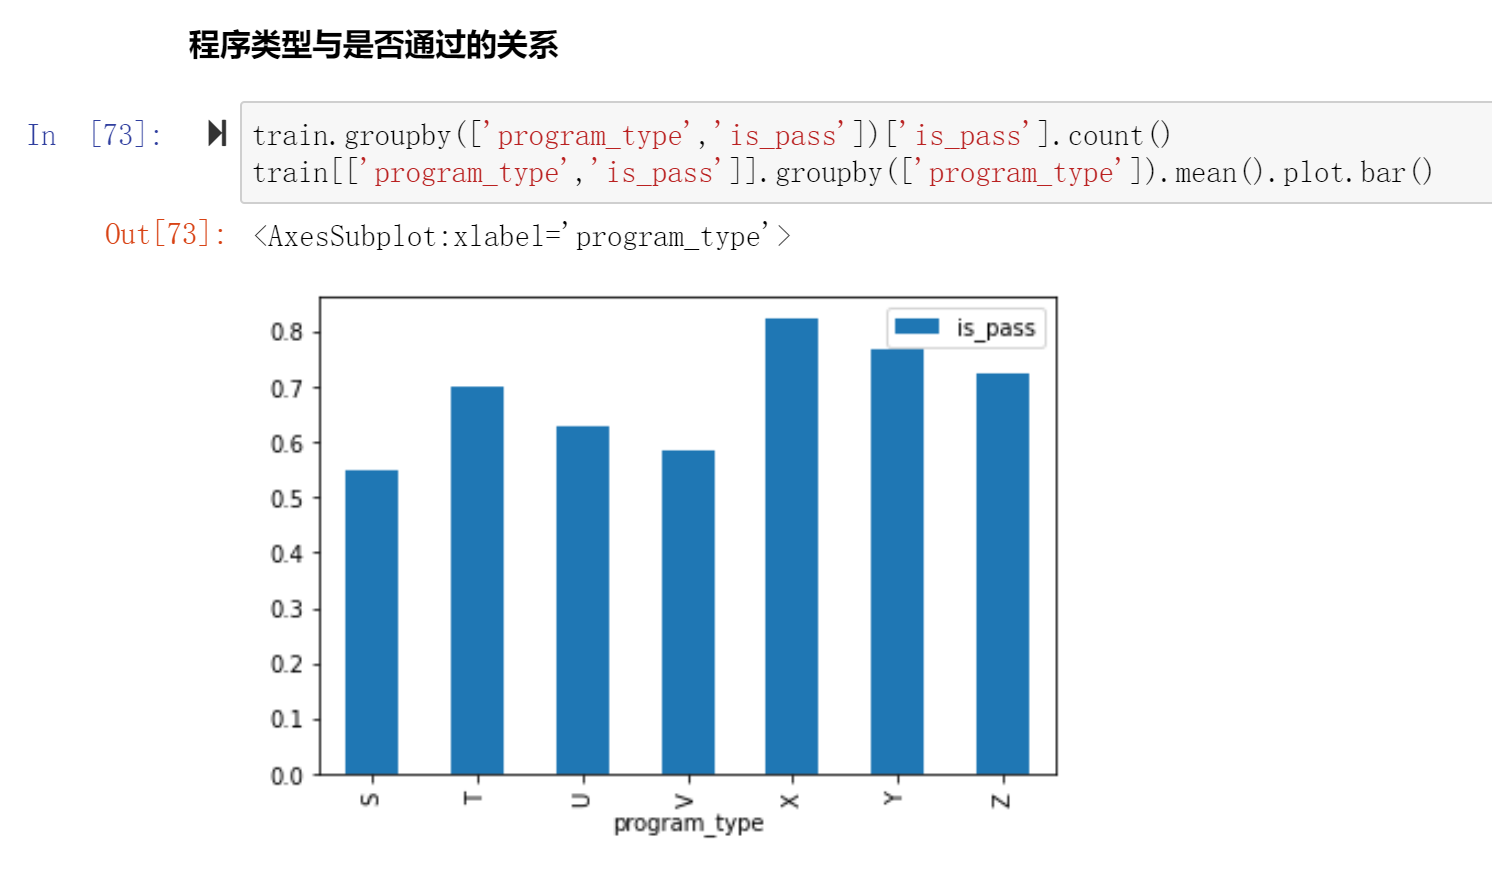 程序类型与是否通过的关系
In [73]:
train.groupby(['program_type','is_pass'])['is_pass'].count()
train[['program_type','is_pass']].groupby(['program_type']).mean().plot.bar()
Out[73]: <AxesSubplot:xlabel='program_type'>
is_pass
0.8
0.7
0.6
0.5
0.4
0.3
0.2
0.1
0.0
S T U V X Y Z
program_type